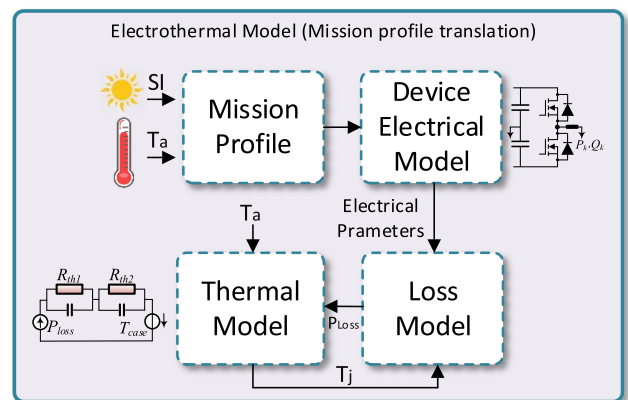 Electrothermal Model (Mission profile translation)
SI
Ta
Mission
Profile
Device
Electrical
Model
Pk,Qk
Ta
Electrical
Prameters
Rth1
Rth2
Ploss
Tcase
Thermal
Model
PLoss
Loss
Model
Tj